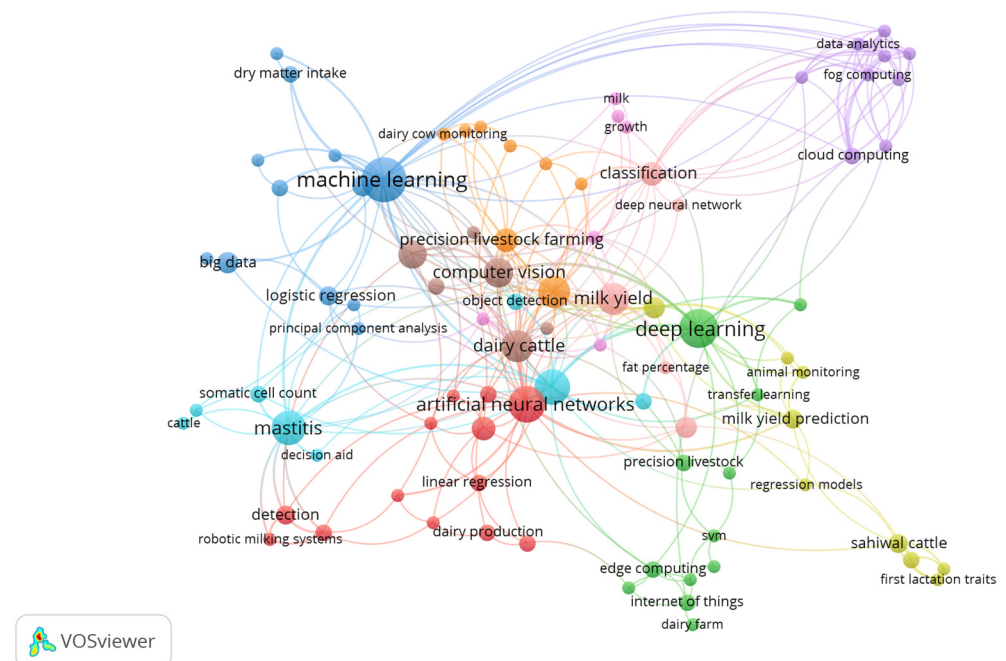 data analytics
dry matter intake
fog computing
milk
growth
dairy cow monitoring
cloud computing
machine learning
classification
deep neural network
precision livestock farming
big data
computer vision
logistic regression
object detection
milk yield
principal component analysis
deep learning
dairy cattle
fat percentage
animal monitoring
somatic cell count
transfer learning
artificial neural networks
cattle
mastitis
milk yield prediction
decision aid
precision livestock
linear regression
regression models
detection
robotic milking systems
dairy production
svm
sahiwal cattle
edge computing
first lactation traits
internet of things
dairy farm
VOSviewer